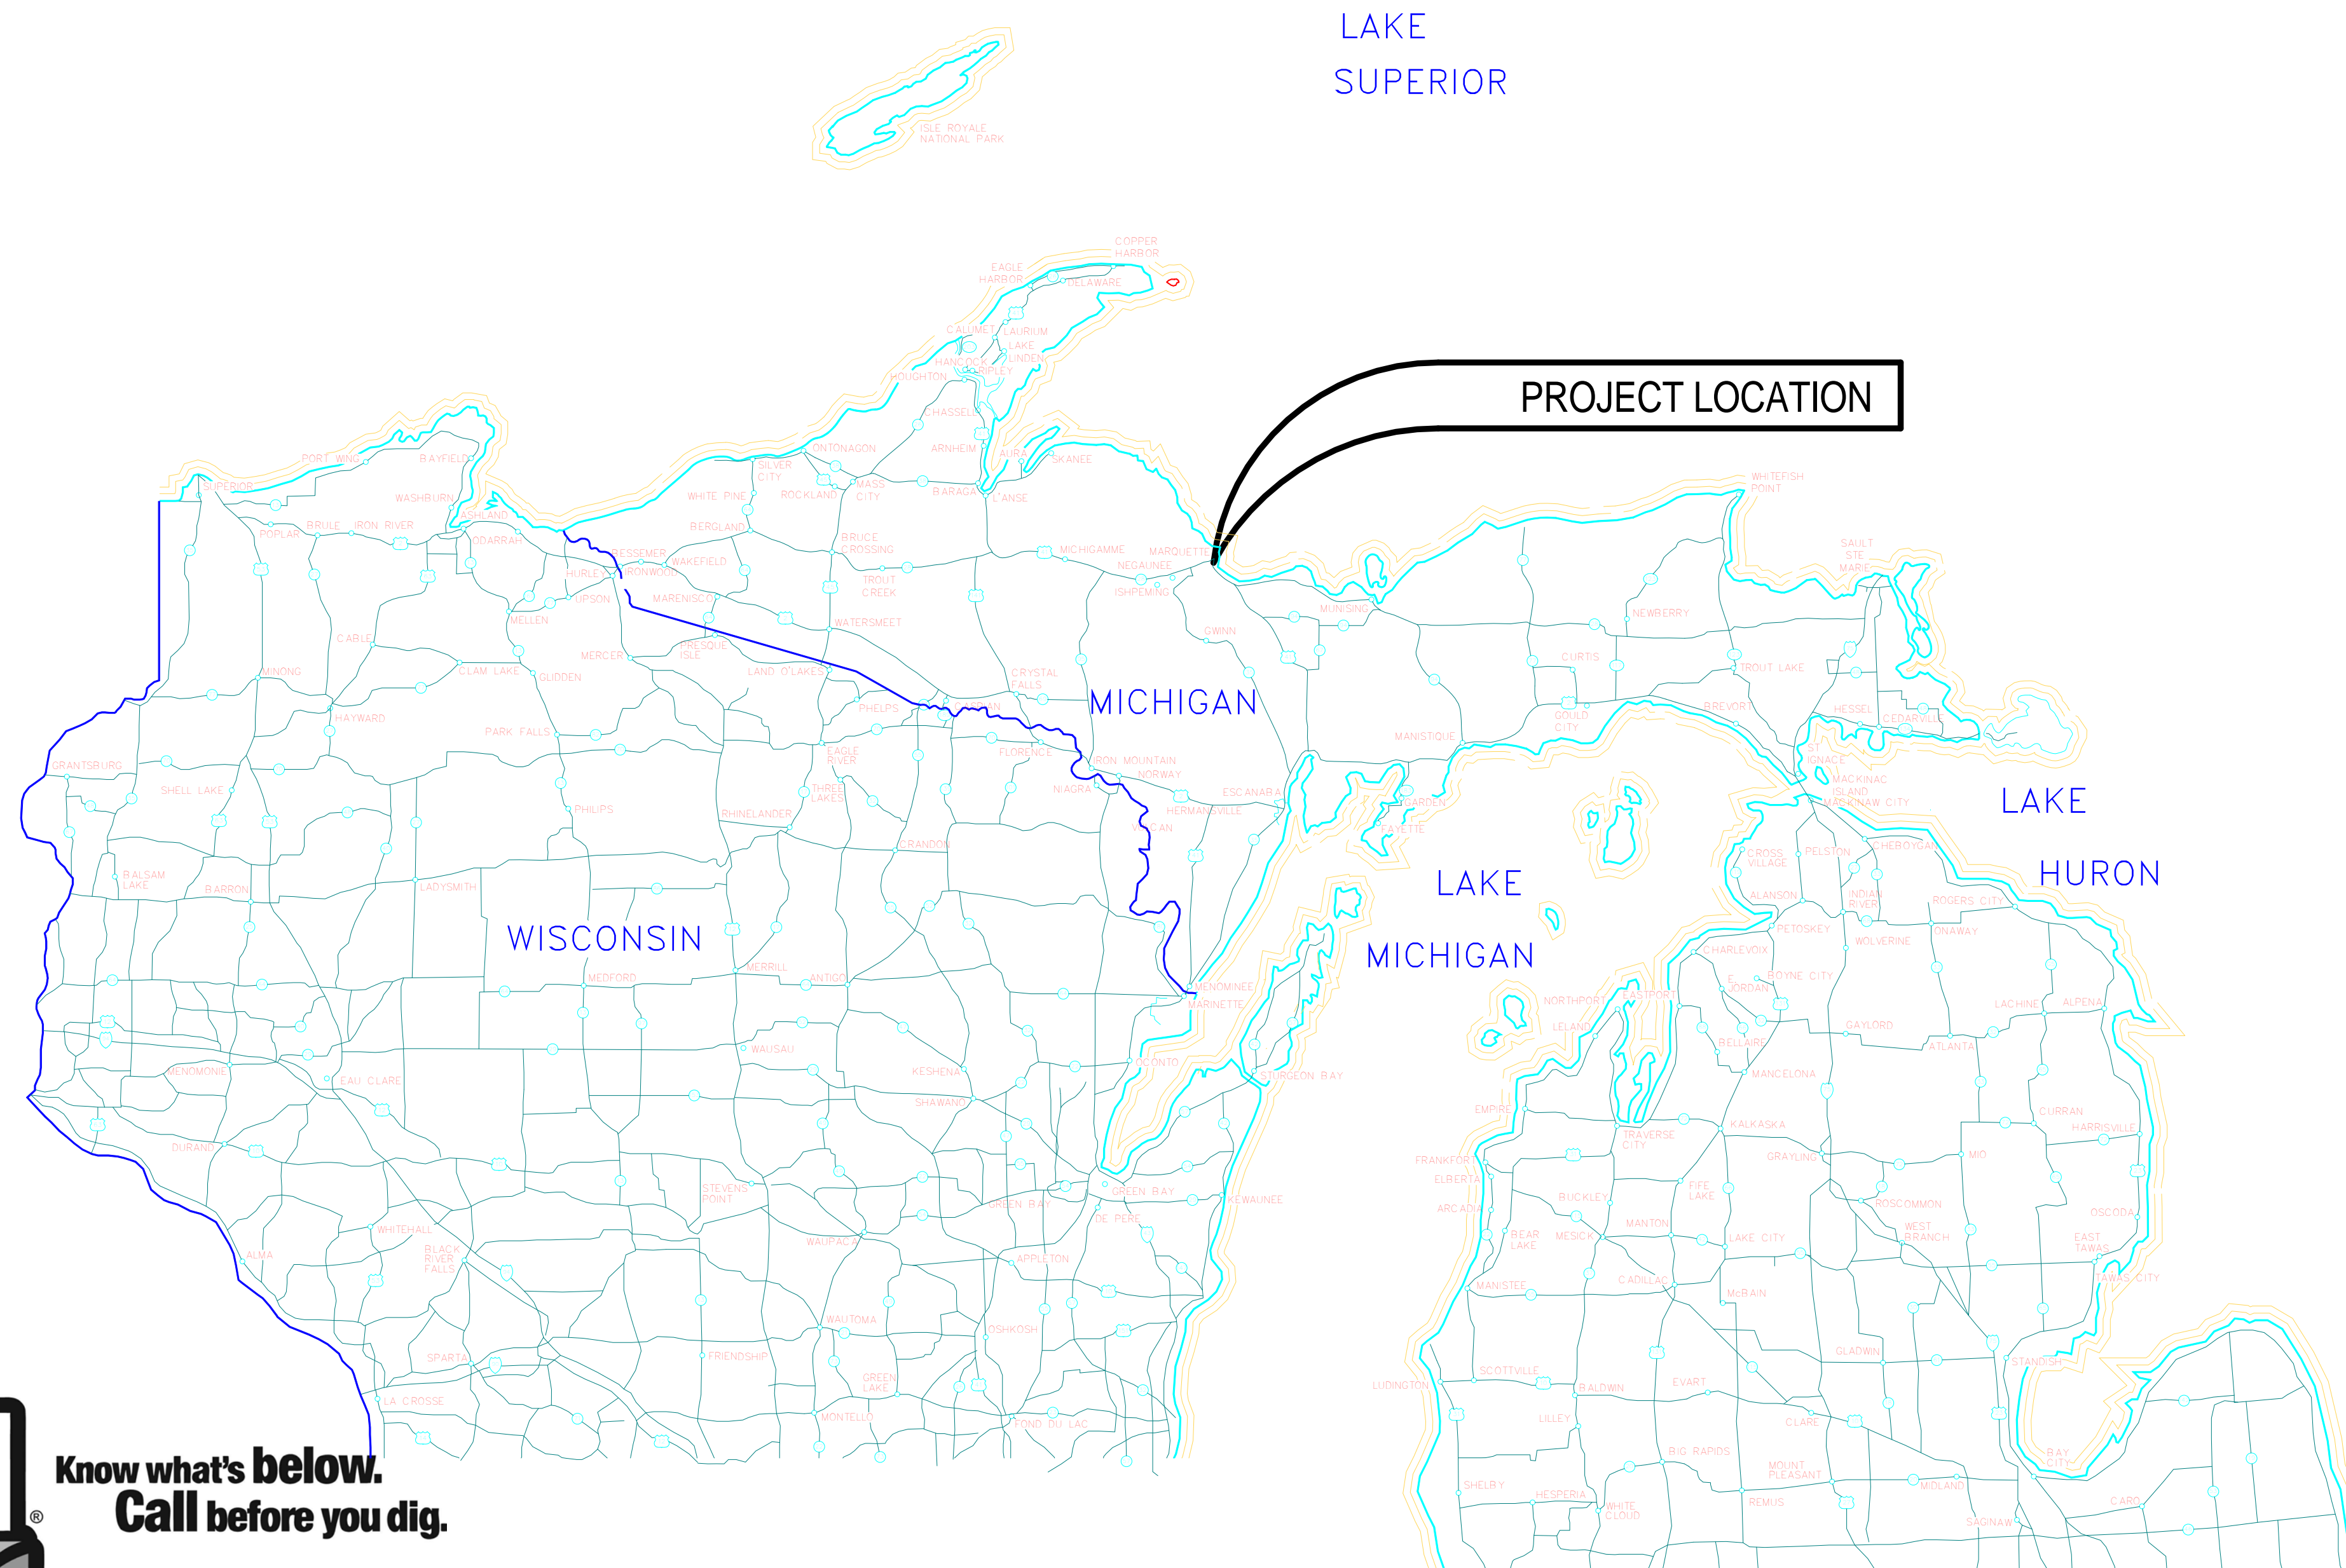 LAKE
SUPERIOR
ISLE ROYALE
NATIONAL PARK
COPPER
HARBOR
EAGLE
HARBOR
DELAWARE
CALUMET
LAURIUM
LAKE
LINDEN
HANCOCK
RIPLEY
HOUGHTON
PROJECT LOCATION
CHASSELL
ONTONAGON
ARNHEIM
AURA
SKANEE
PORT WING
BAYFIELD
SILVER
CITY
WHITE PINE
ROCKLAND
MASS
CITY
BARAGA
L'ANSE
WHITEFISH
POINT
SUPERIOR
WASHBURN
ASHLAND
POPLAR
BRULE
IRON RIVER
ODARRAH
BERGLAND
BRUCE
CROSSING
MICHIGAMME
MARQUETTE
NEGAUNEE
ISHPEMING
SAULT
STE
MARIE
BESSEMER
WAKEFIELD
HURLEY
IRONWOOD
TROUT
CREEK
UPSON
MARENISCO
MELLEN
WATERSMEET
MUNISING
NEWBERRY
GWINN
CABLE
MERCER
PRESQUE
ISLE
MINONG
CLAM LAKE
GLIDDEN
LAND O'LAKES
CRYSTAL
FALLS
CURTIS
TROUT LAKE
MICHIGAN
HAYWARD
PHELPS
CASPIAN
GOULD
CITY
BREVORT
HESSEL
CEDARVILLE
PARK FALLS
EAGLE
RIVER
FLORENCE
MANISTIQUE
GRANTSBURG
SHELL LAKE
IRON MOUNTAIN
NORWAY
NIAGRA
ST
IGNACE
MACKINAC
ISLAND
MACKINAW CITY
THREE
LAKES
PHILIPS
RHINELANDER
HERMANSVILLE
ESCANABA
GARDEN
FAYETTE
LAKE
HURON
CRANDON
CROSS
VILLAGE
PELSTON
CHEBOYGAN
BALSAM
LAKE
BARRON
LADYSMITH
LAKE
MICHIGAN
ALANSON
INDIAN
RIVER
ROGERS CITY
WISCONSIN
PETOSKEY
WOLVERINE
ONAWAY
CHARLEVOIX
MERRILL
MEDFORD
ANTIGO
MENOMINEE
MARINETTE
E.
JORDAN
BOYNE CITY
NORTHPORT
EASTPORT
LELAND
LACHINE
ALPENA
GAYLORD
ATLANTA
BELLAIRE
WAUSAU
MENOMONIE
EAU CLARE
KESHENA
OCONTO
STURGEON BAY
MANCELONA
SHAWANO
EMPIRE
CURRAN
HARRISVILLE
DURAND
TRAVERSE
CITY
KALKASKA
GRAYLING
MIO
FRANKFORT
ELBERTA
STEVENS
POINT
GREEN BAY
GREEN BAY
DE PERE
KEWAUNEE
ARCADIA
BUCKLEY
FIFE
LAKE
ROSCOMMON
OSCODA
WHITEHALL
BLACK
RIVER
FALLS
WAUPACA
BEAR
LAKE
MESICK
MANTON
LAKE CITY
WEST
BRANCH
EAST
TAWAS
TAWAS CITY
ALMA
APPLETON
MANISTEE
CADILLAC
McBAIN
WAUTOMA
OSHKOSH
SPARTA
FRIENDSHIP
GLADWIN
STANDISH
LUDINGTON
SCOTTVILLE
BALDWIN
EVART
GREEN
LAKE
LA CROSSE
MONTELLO
FOND DU LAC
LILLEY
CLARE
BIG RAPIDS
MOUNT
PLEASANT
BAY
CITY
SHELBY
HESPERIA
WHITE
CLOUD
REMUS
MIDLAND
CARO
SAGINAW
Know what's below.
Call before you dig.
®